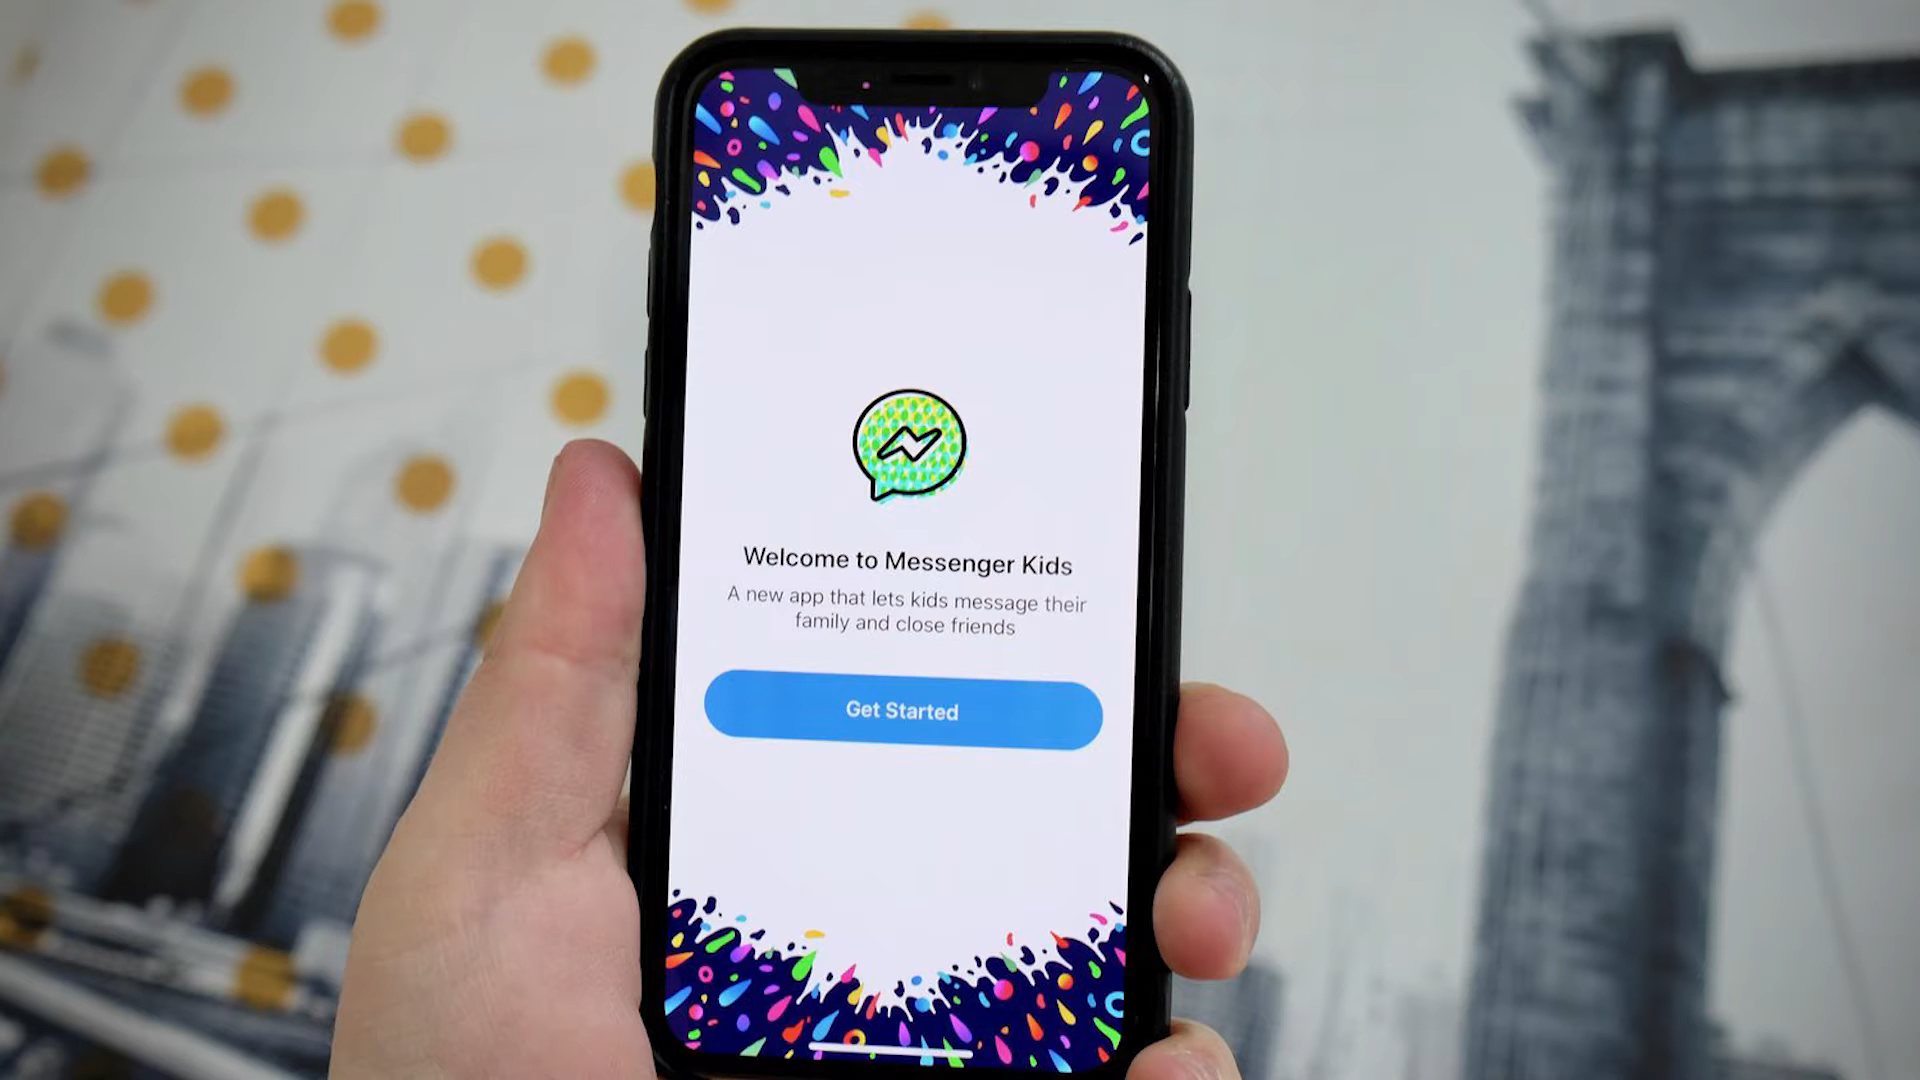 Welcome to Messenger Kids
A new app that lets kids message their
family and close friends
Get Started